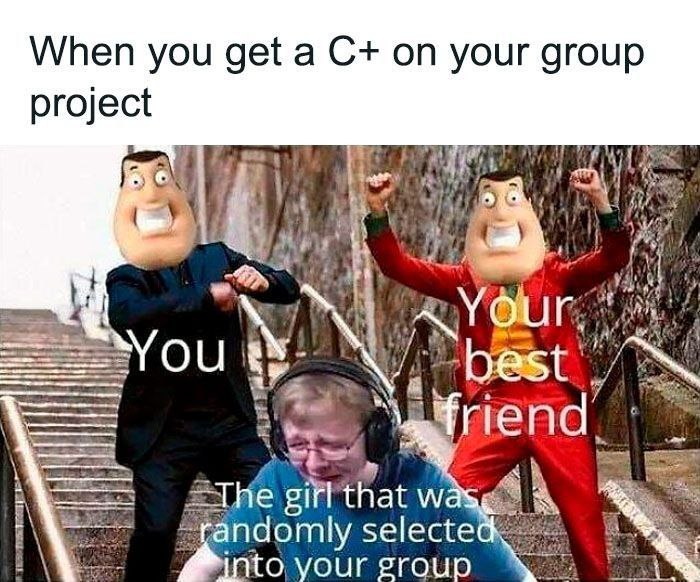 When you get a C+ on your group
project
You
Your
best
friend
The girl that was
randomly selected
into your group